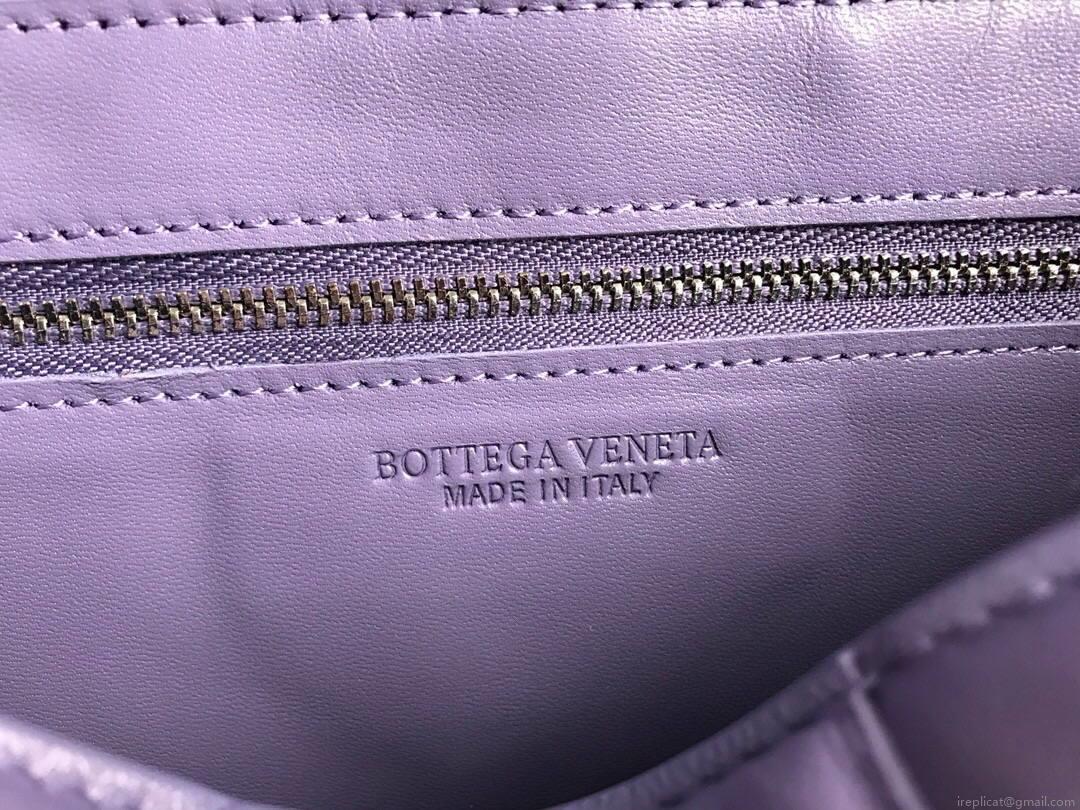 BOTTEGA VENETA
MADE IN ITALY
ireplicat@gmail.com